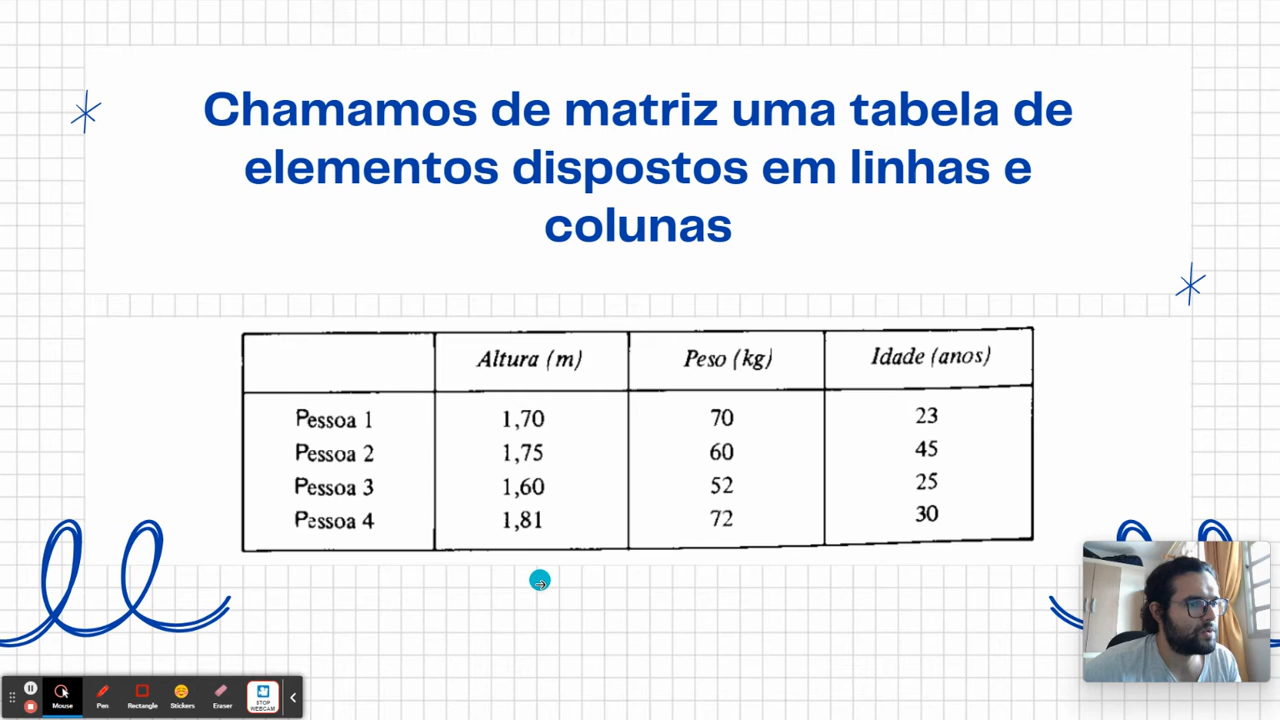 Chamamos de matriz uma tabela de
elementos dispostos em linhas e
colunas
Altura (m) Peso (kg) Idade (anos)
Pessoa 1 1,70 70 23
Pessoa 2 1,75 60 45
Pessoa 3 1,60 52 25
Pessoa 4 1,81 72 30
Mouse Pen Rectangle Stickers Eraser STOP WEBCAM